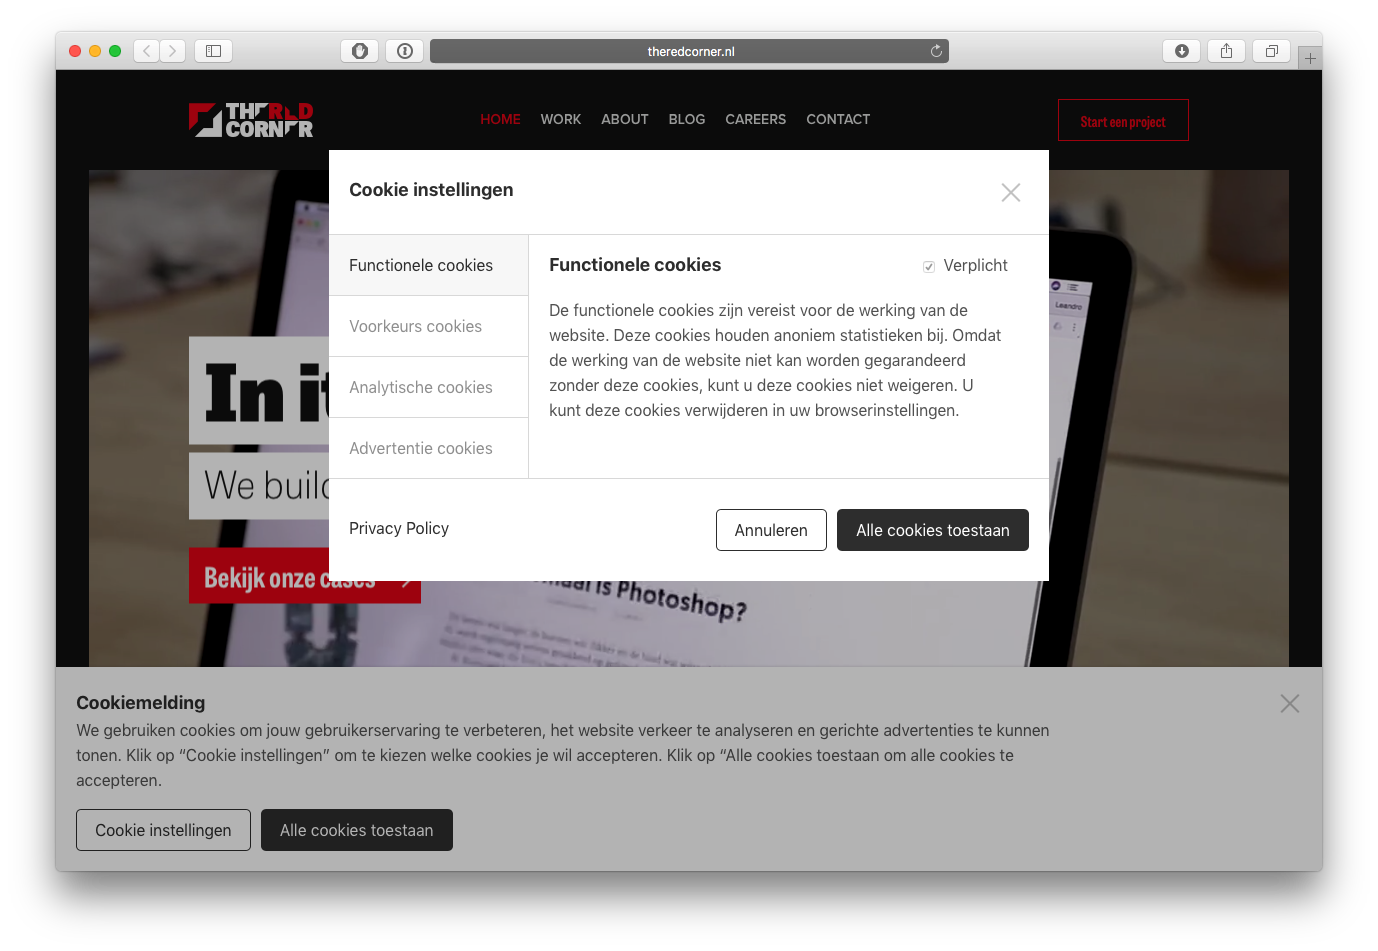 theredcorner.nl
THE RED
CORNER
HOME WORK ABOUT BLOG CAREERS CONTACT
Start een project
Cookie instellingen
Functionele cookies
Voorkeurs cookies
Analytische cookies
Advertentie cookies
Functionele cookies
Verplicht
De functionele cookies zijn vereist voor de werking van de
website. Deze cookies houden anoniem statistieken bij. Omdat
de werking van de website niet kan worden gegarandeerd
zonder deze cookies, kunt u deze cookies niet weigeren. U
kunt deze cookies verwijderen in uw browserinstellingen.
Privacy Policy
Annuleren
Alle cookies toestaan
Leandro
In it
We build
Bekijk onze cases
is Photoshop?
Cookiemelding
We gebruiken cookies om jouw gebruikerservaring te verbeteren, het website verkeer te analyseren en gerichte advertenties te kunnen
tonen. Klik op “Cookie instellingen” om te kiezen welke cookies je wil accepteren. Klik op “Alle cookies toestaan om alle cookies te
accepteren.
Cookie instellingen
Alle cookies toestaan